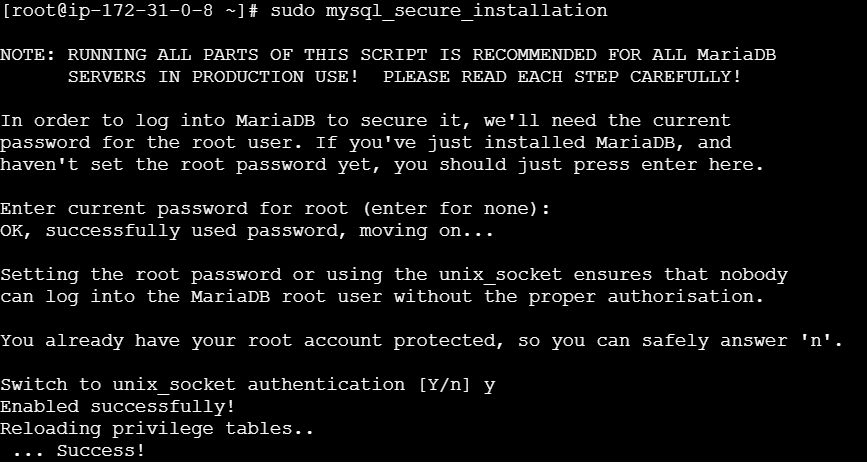 [root@ip-172-31-0-8 ~]# sudo mysql_secure_installation
NOTE: RUNNING ALL PARTS OF THIS SCRIPT IS RECOMMENDED FOR ALL MariaDB
SERVERS IN PRODUCTION USE!  PLEASE READ EACH STEP CAREFULLY!
In order to log into MariaDB to secure it, we'll need the current
password for the root user. If you've just installed MariaDB, and
haven't set the root password yet, you should just press enter here.
Enter current password for root (enter for none):
OK, successfully used password, moving on...
Setting the root password or using the unix_socket ensures that nobody
can log into the MariaDB root user without the proper authorisation.
You already have your root account protected, so you can safely answer 'n'.
Switch to unix_socket authentication [Y/n] y
Enabled successfully!
Reloading privilege tables..
... Success!